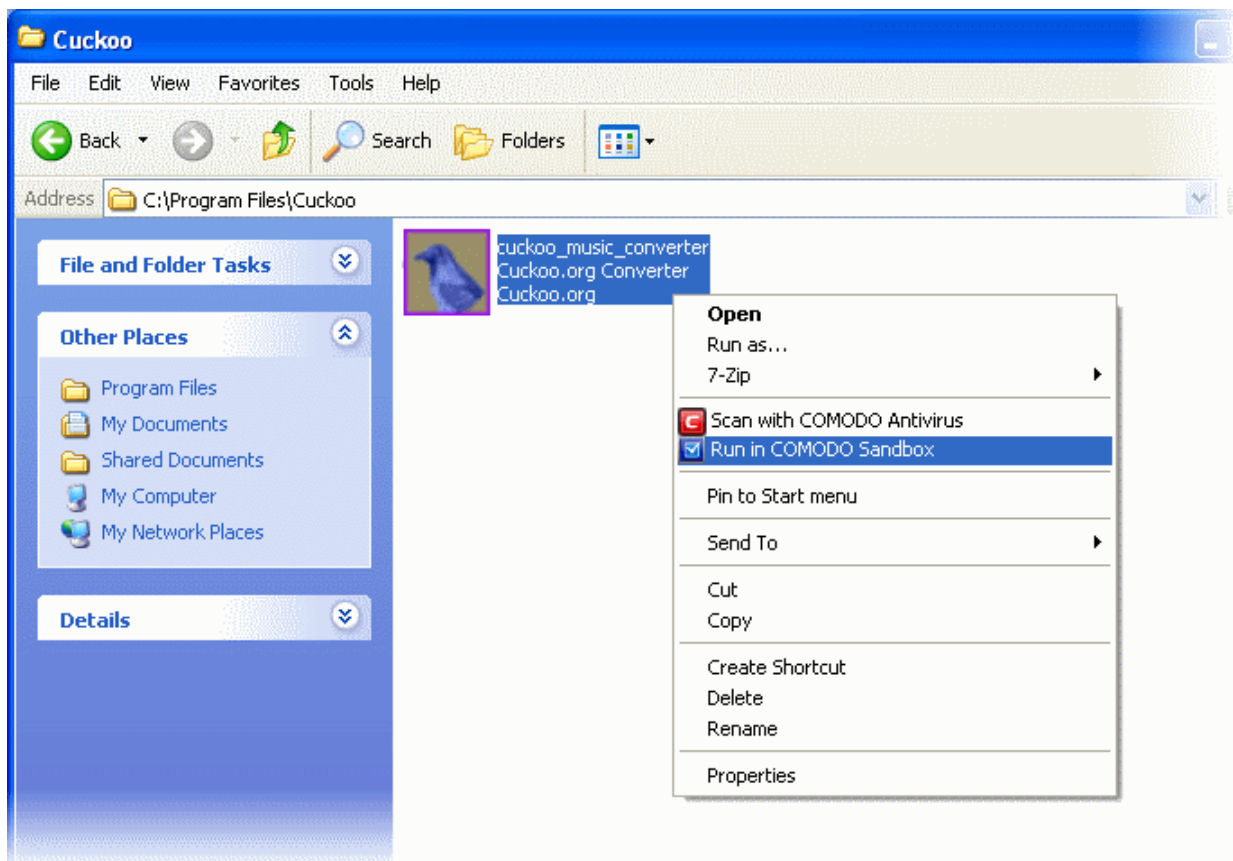 Cuckoo
File Edit View Favorites Tools Help
Back Search Folders
Address C:\Program Files\Cuckoo
File and Folder Tasks
Other Places
Program Files
My Documents
Shared Documents
My Computer
My Network Places
Details
cuckoo_music_converter
Cuckoo.org Converter
Cuckoo.org
Open
Run as...
7-Zip
Scan with COMODO Antivirus
Run in COMODO Sandbox
Pin to Start menu
Send To
Cut
Copy
Create Shortcut
Delete
Rename
Properties